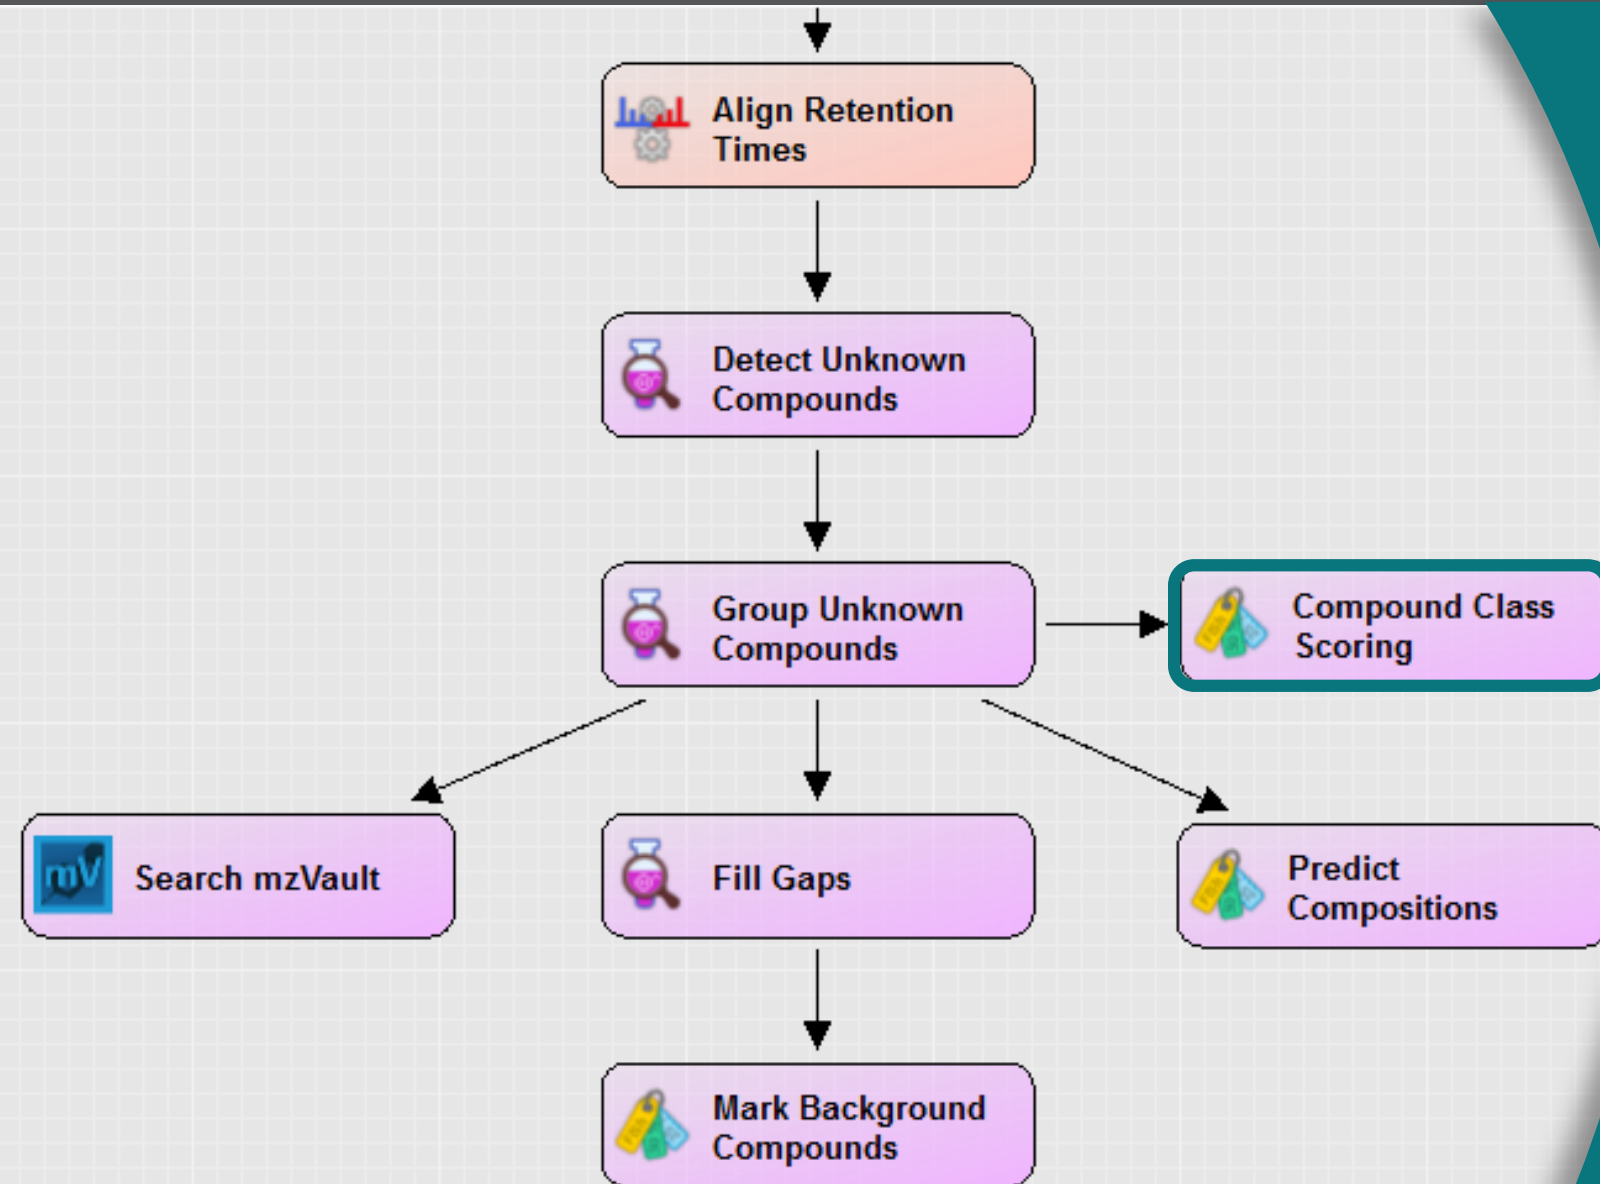 Align Retention
Times
Detect Unknown
Compounds
Group Unknown
Compounds
Compound Class
Scoring
mV
Search mzVault
Fill Gaps
Predict
Compositions
Mark Background
Compounds